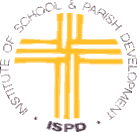 • INSTITUTE OF SCHOOL & PARISH DEVELOPMENT •
ISPD